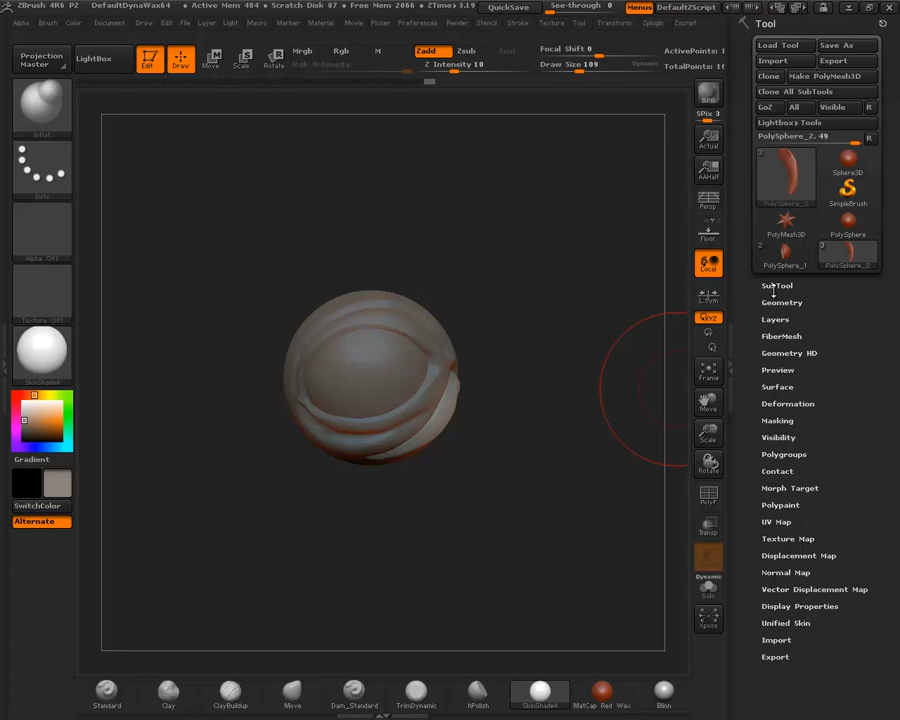 ZBrush 4R6 P2 DefaultDynaWax64 • Active Mem 484 • Scratch Disk 87 • Free Mem 2066 • ZTime▸3.19 QuickSave See-through 0 Menus DefaultZScript
Alpha Brush Color Document Draw Edit File Layer Light Macro Marker Material Movie Picker Preferences Render Stencil Stroke Texture Tool Transform Zplugin Zscript
Projection Master
LightBox
Edit
Draw
Move
Scale
Rotate
Mrgb Rgb M
Rgb Intensity
Zadd Zsub Zcut
Z Intensity 10
Focal Shift 0
Draw Size 109
Dynamic
ActivePoints:
TotalPoints:
Dots
Alpha Off
Texture Off
SkinShade4
Gradient
SwitchColor
Alternate
BPR
SPix 3
Actual
AAHalf
Persp
Floor
Local
L.Sym
XYZ
Frame
Move
Scale
Rotate
PolyF
Transp
Dynamic
Solo
Xpose
Tool
Load Tool Save As
Import Export
Clone Make PolyMesh3D
Clone All SubTools
GoZ All Visible R
Lightbox▸Tools
PolySphere_2. 49 R
3
PolySphere_2
Sphere3D
SimpleBrush
PolyMesh3D
PolySphere
2
PolySphere_1
3
PolySphere_2
SubTool
Geometry
Layers
FiberMesh
Geometry HD
Preview
Surface
Deformation
Masking
Visibility
Polygroups
Contact
Morph Target
Polypaint
UV Map
Texture Map
Displacement Map
Normal Map
Vector Displacement Map
Display Properties
Unified Skin
Import
Export
Standard
Clay
ClayBuildup
Move
Dam_Standard
TrimDynamic
hPolish
SkinShade4
MatCap Red Wax
Blinn